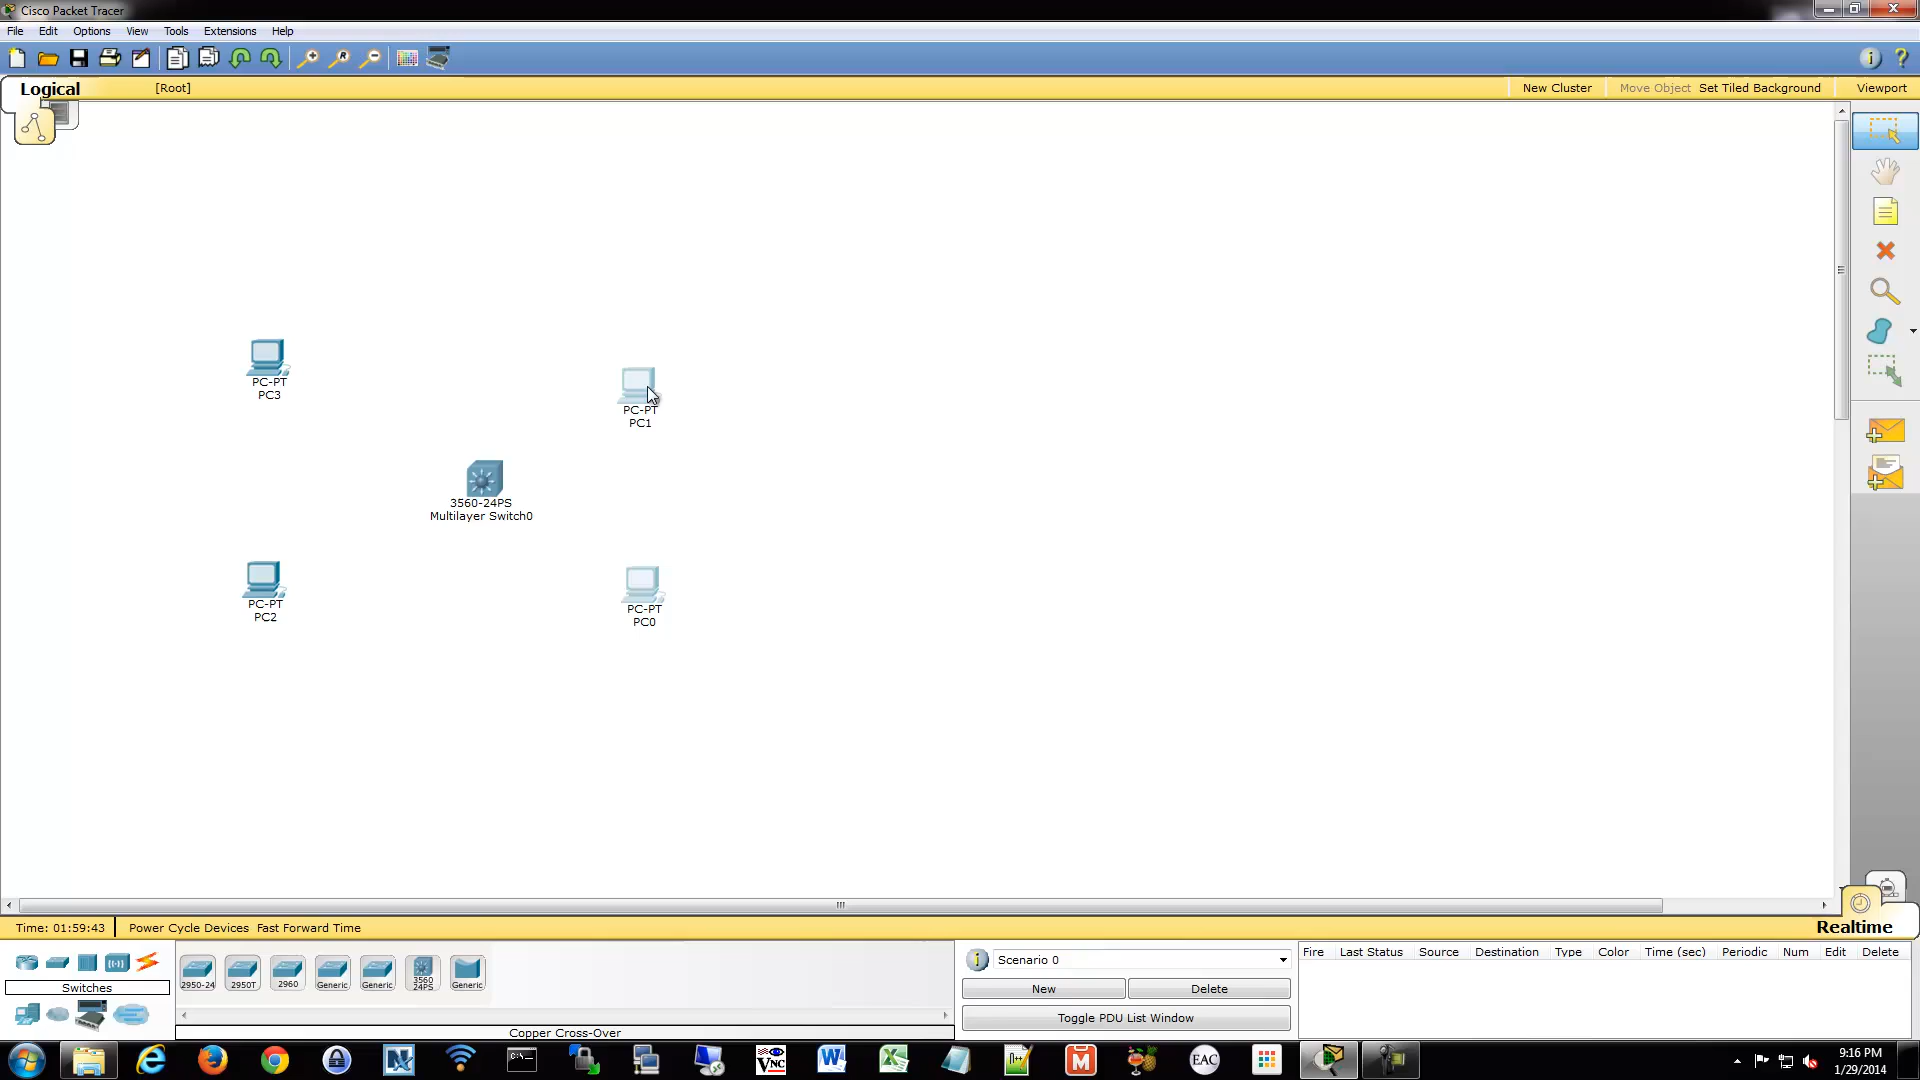 Cisco Packet Tracer
File Edit Options View Tools Extensions Help
Logical [Root] New Cluster Move Object Set Tiled Background Viewport
PC-PT
PC3
PC-PT
PC1
3560-24PS
Multilayer Switch0
PC-PT
PC2
PC-PT
PC0
Time: 01:59:43 Power Cycle Devices Fast Forward Time Realtime
Switches
2950-24 2950T 2960 Generic Generic 3560 24PS Generic
Copper Cross-Over
Scenario 0
New Delete
Toggle PDU List Window
Fire Last Status Source Destination Type Color Time (sec) Periodic Num Edit Delete
VNC
EAC
9:16 PM
1/29/2014